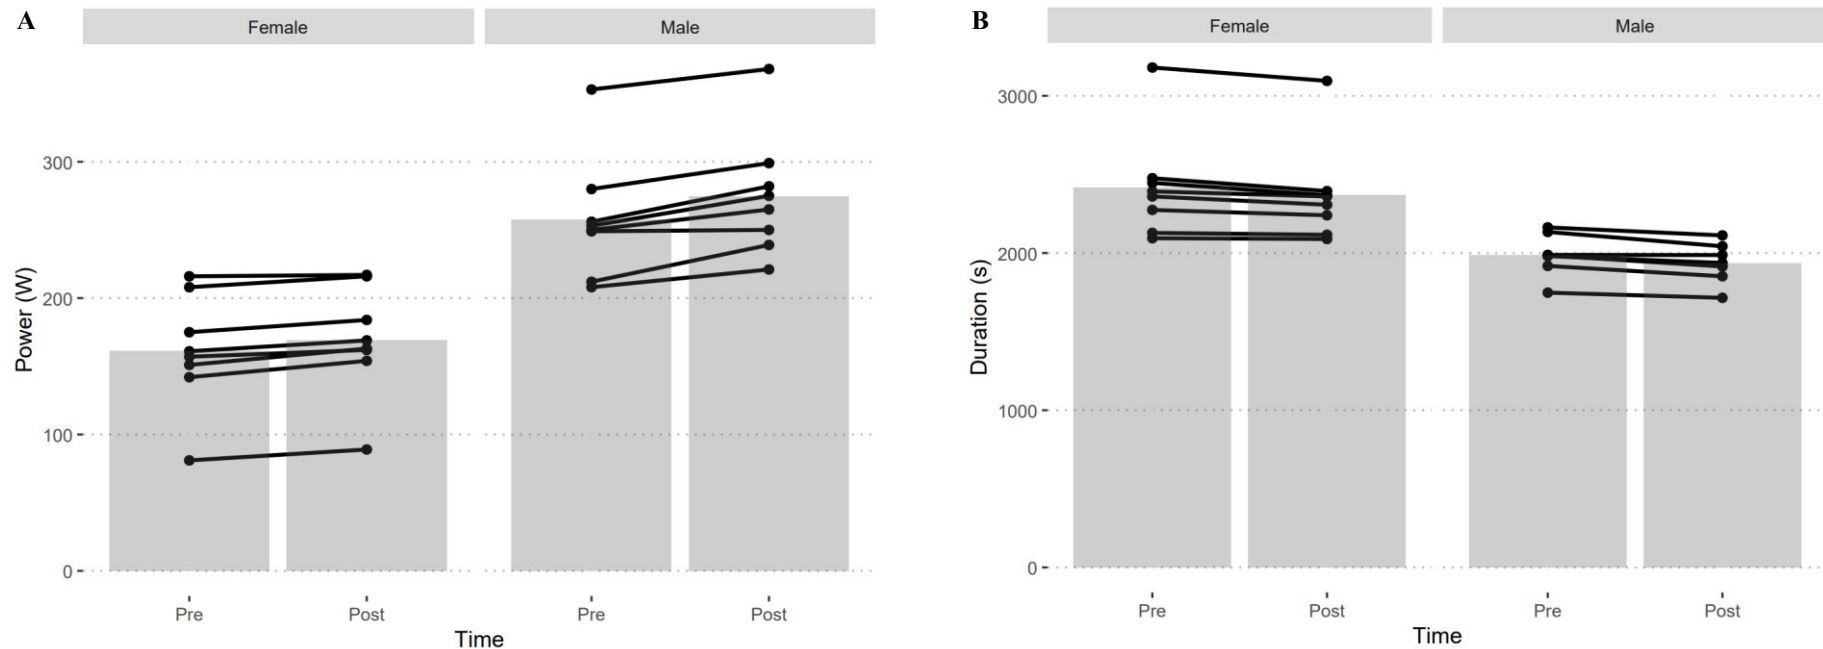 A
Female
Male
Power (W)
300
200
100
0
Pre
Post
Pre
Post
Time
B
Female
Male
Duration (s)
3000
2000
1000
0
Pre
Post
Pre
Post
Time